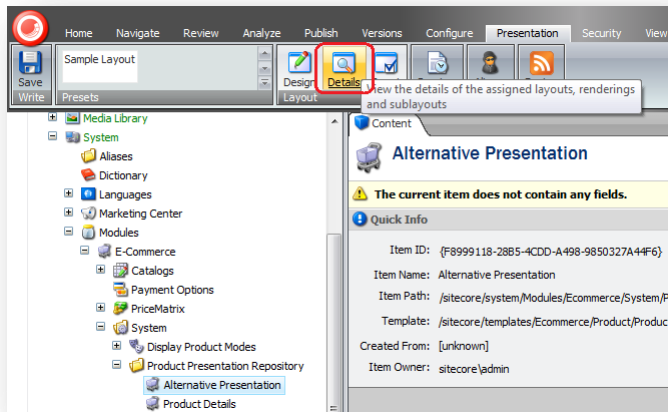 Home Navigate Review Analyze Publish Versions Configure Presentation Security View
Sample Layout
Save
Design Details
Write Presets Layout
View the details of the assigned layouts, renderings
and sublayouts
Media Library
System
Aliases
Dictionary
Languages
Marketing Center
Modules
E-Commerce
Catalogs
Payment Options
PriceMatrix
System
Display Product Modes
Product Presentation Repository
Alternative Presentation
Product Details
Content
Alternative Presentation
The current item does not contain any fields.
Quick Info
Item ID: {F8999118-28B5-4CDD-A498-9850327A44F6}
Item Name: Alternative Presentation
Item Path: /sitecore/system/Modules/Ecommerce/System/P
Template: /sitecore/templates/Ecommerce/Product/Produc
Created From: [unknown]
Item Owner: sitecore\admin